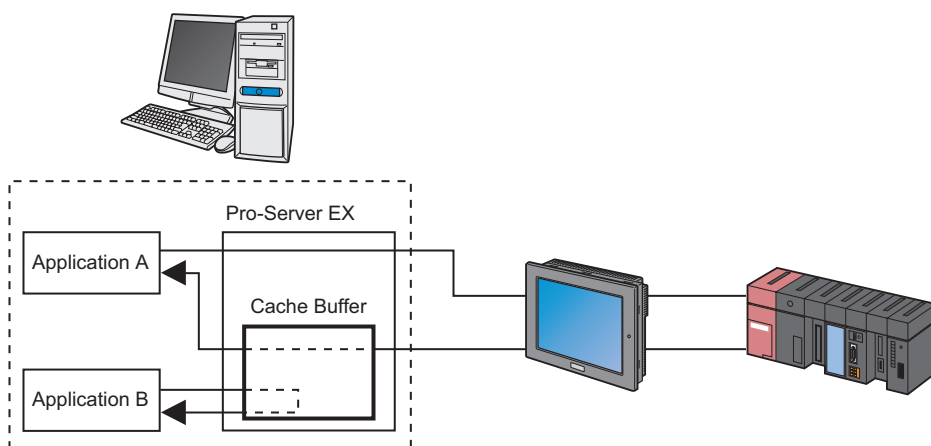 Pro-Server EX
Application A
Cache Buffer
Application B